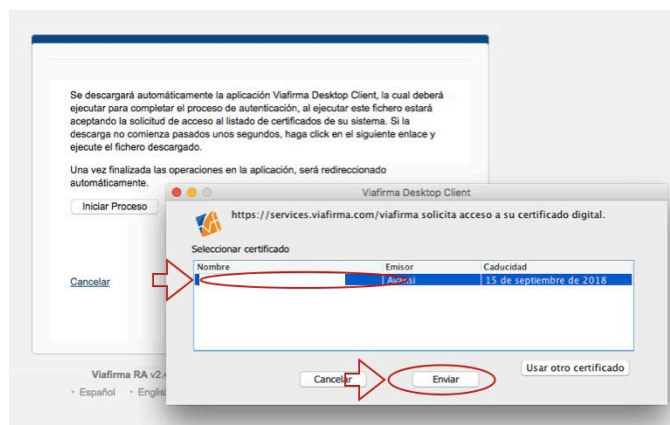 Se descargará automáticamente la aplicación Viafirma Desktop Client, la cual deberá
ejecutar para completar el proceso de autenticación, al ejecutar este fichero estará
aceptando la solicitud de acceso al listado de certificados de su sistema. Si la
descarga no comienza pasados unos segundos, haga click en el siguiente enlace y
ejecute el fichero descargado.
Una vez finalizada las operaciones en la aplicación, será redireccionado
automáticamente.
Iniciar Proceso
Cancelar
Viafirma Desktop Client
https://services.viafirma.com/viafirma solicita acceso a su certificado digital.
Seleccionar certificado
Nombre Emisor Caducidad
Avansi 15 de septiembre de 2018
Usar otro certificado
Cancelar Enviar
Viafirma RA
· Español · Englis